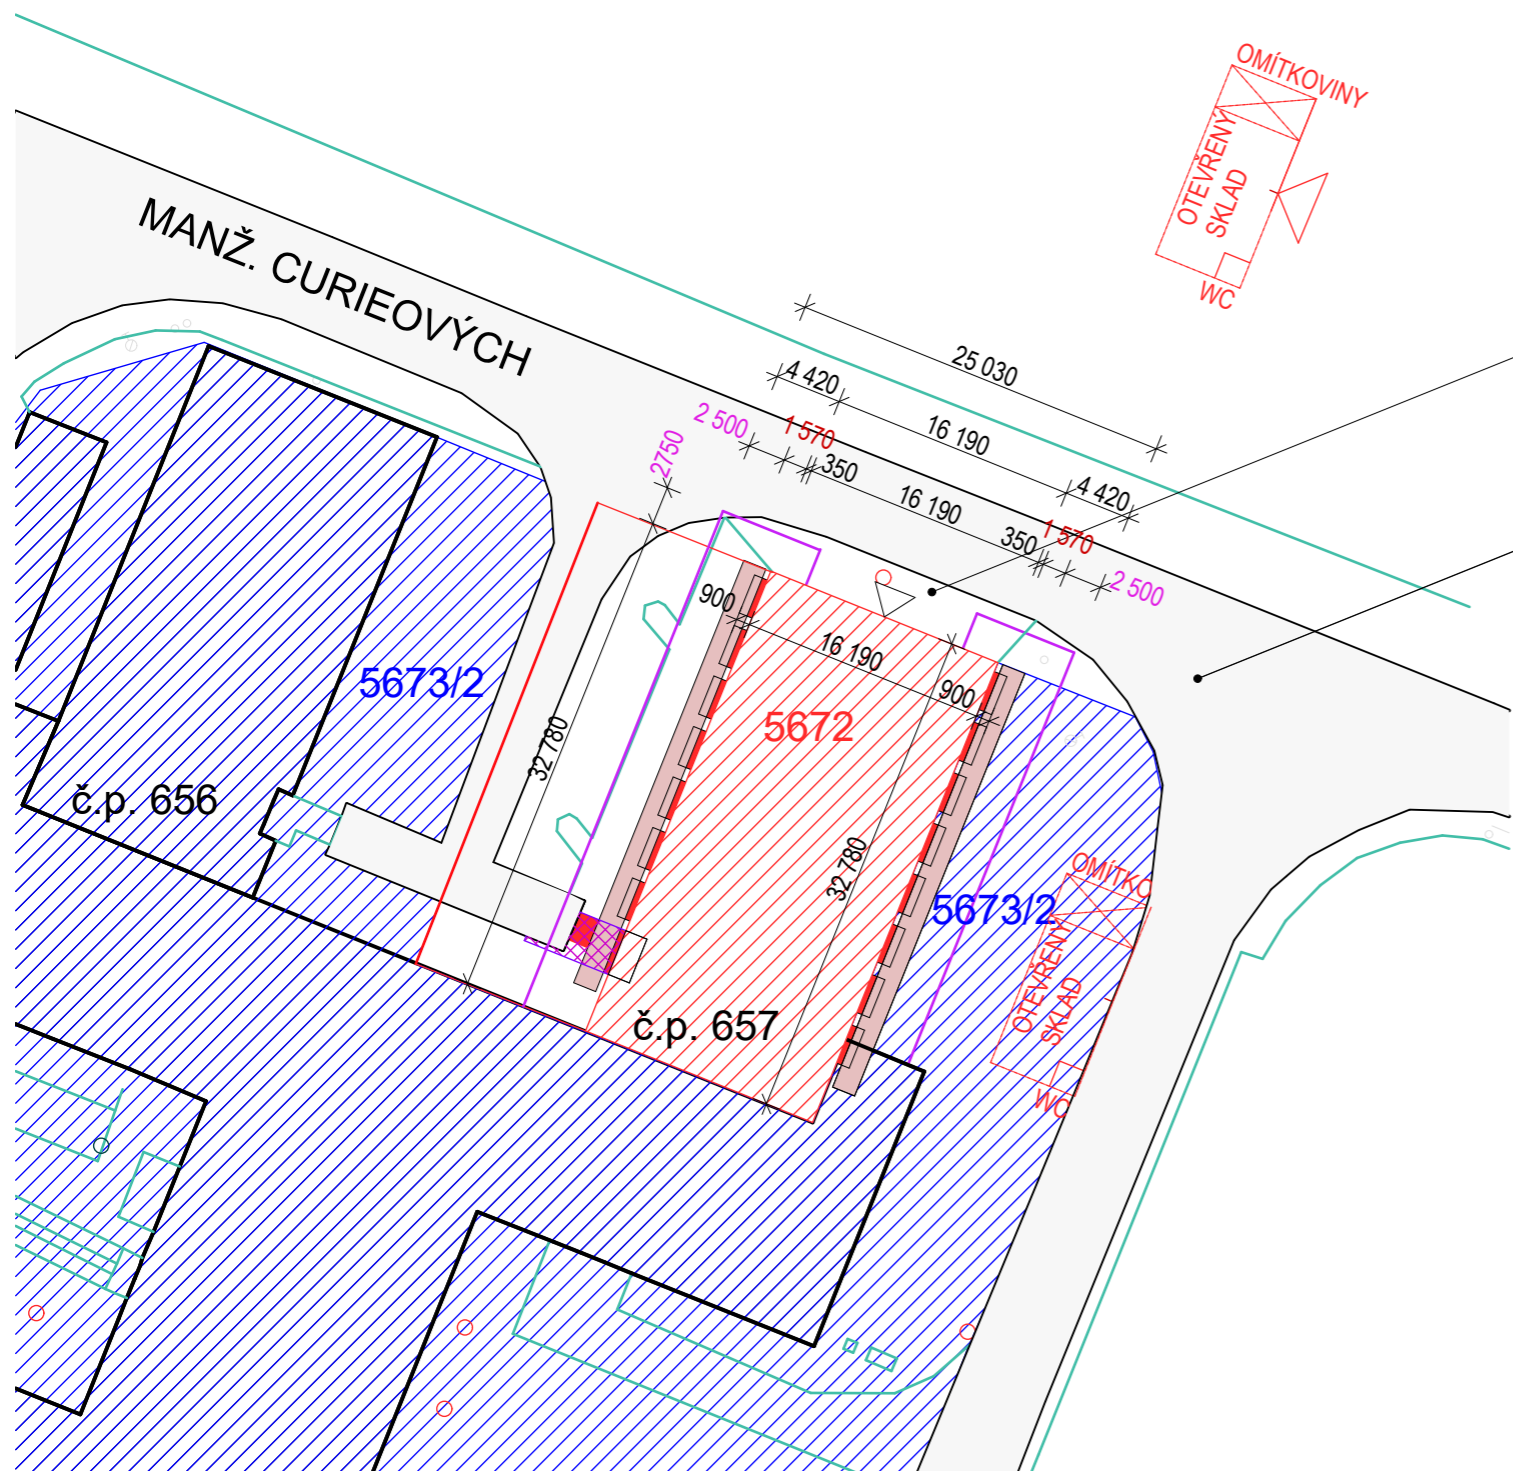 OMÍTKOVINY
OTEVŘENÝ
SKLAD
WC
MANŽ. CURIEOVÝCH
25 030
4 420
16 190
4 420
2 500
1 570
350
16 190
350
1 570
2 500
2750
900
16 190
900
5673/2
5672
32 780
č.p. 656
32 780
5673/2
OMÍTKO
OTEVŘENÝ
SKLAD
WC
č.p. 657